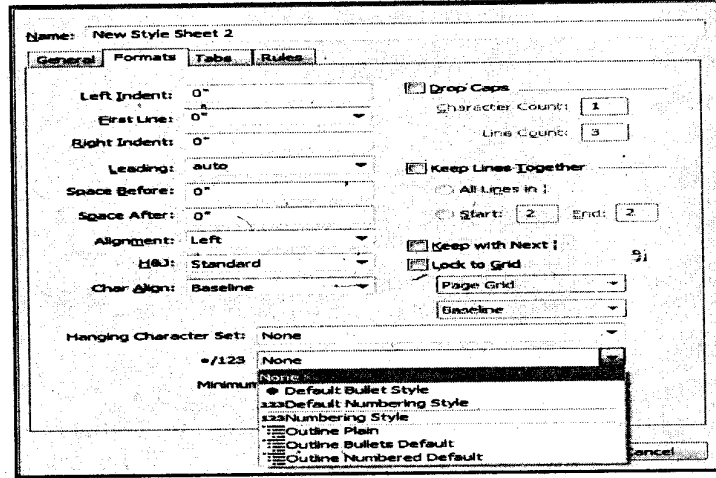 Name: New Style Sheet 2
General Formats Tabs Rules
Left Indent: 0"
First Line: 0"
Right Indent: 0"
Leading: auto
Space Before: 0"
Space After: 0"
Alignment: Left
H&J: Standard
Char Align: Baseline
Drop Caps
Character Count: 1
Line Count: 3
Keep Lines Together
All Lines in ¶
Start: 2 End: 2
Keep with Next ¶
Lock to Grid
Page Grid
Baseline
Hanging Character Set: None
•/123 None
Minimum
None
Default Bullet Style
123Default Numbering Style
123Numbering Style
Outline Plain
Outline Bullets Default
Outline Numbered Default
Cancel